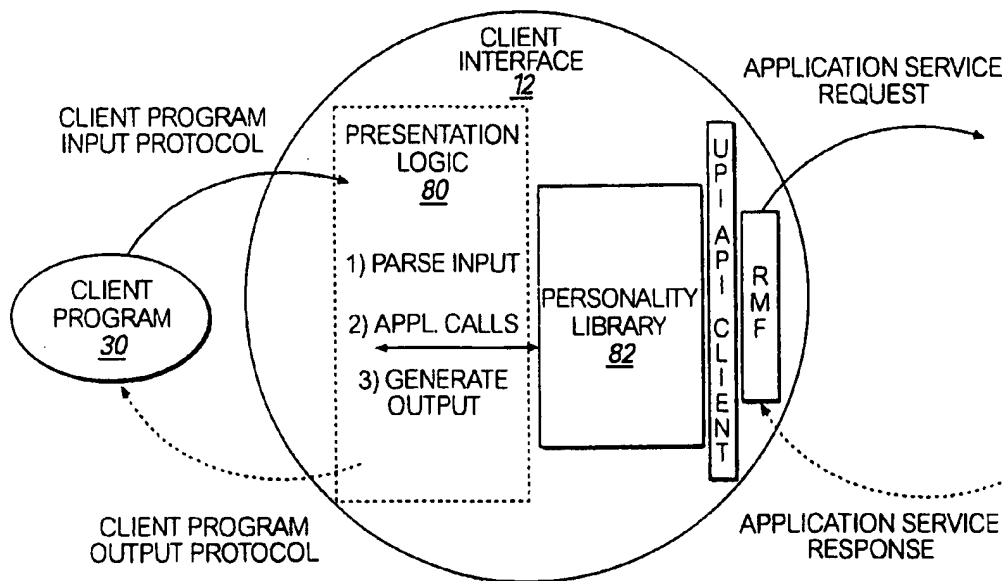 CLIENT
INTERFACE
12
APPLICATION SERVICE
REQUEST
CLIENT PROGRAM
INPUT PROTOCOL
PRESENTATION
LOGIC
80
1) PARSE INPUT
2) APPL. CALLS
3) GENERATE
OUTPUT
CLIENT
PROGRAM
30
PERSONALITY
LIBRARY
82
UPI API CLIENT
RMF
CLIENT PROGRAM
OUTPUT PROTOCOL
APPLICATION SERVICE
RESPONSE